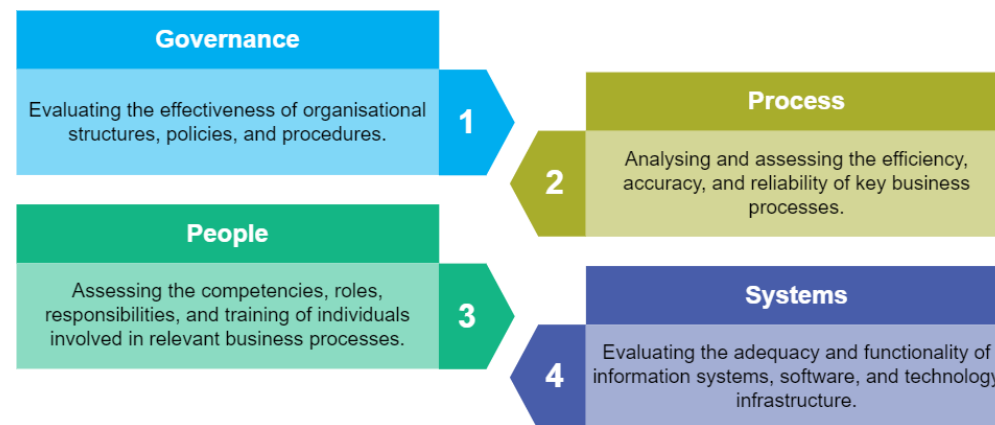 Governance
Evaluating the effectiveness of organisational
structures, policies, and procedures.
1
Process
Analysing and assessing the efficiency,
accuracy, and reliability of key business
processes.
2
People
Assessing the competencies, roles,
responsibilities, and training of individuals
involved in relevant business processes.
3
Systems
Evaluating the adequacy and functionality of
information systems, software, and technology
infrastructure.
4